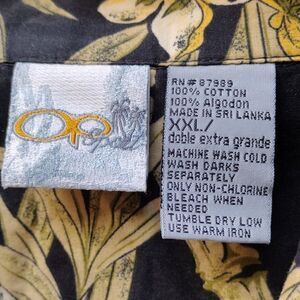 Op
RN# 87989
100% COTTON
100% Algodon
MADE IN SRI LANKA
XXL/
doble extra grande
MACHINE WASH COLD
WASH DARKS
SEPARATELY
ONLY NON-CHLORINE
BLEACH WHEN
NEEDED
TUMBLE DRY LOW
USE WARM IRON